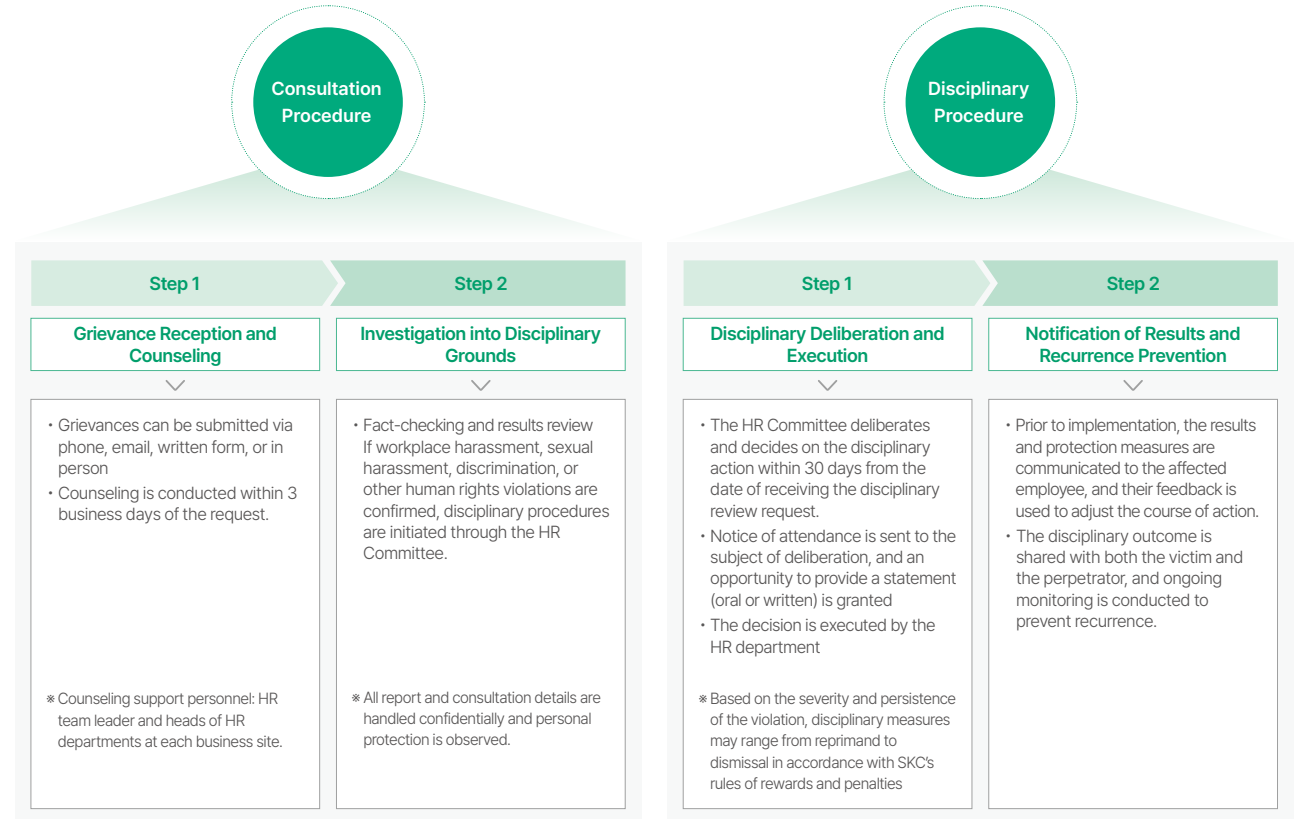 Consultation
Procedure
Step 1
Step 2
Grievance Reception and
Counseling
Investigation into Disciplinary
Grounds
・Grievances can be submitted via
phone, email, written form, or in
person
・Counseling is conducted within 3
business days of the request.
※ Counseling support personnel: HR
team leader and heads of HR
departments at each business site.
・Fact-checking and results review
If workplace harassment, sexual
harassment, discrimination, or
other human rights violations are
confirmed, disciplinary procedures
are initiated through the HR
Committee.
※ All report and consultation details are
handled confidentially and personal
protection is observed.
Disciplinary
Procedure
Step 1
Step 2
Disciplinary Deliberation and
Execution
Notification of Results and
Recurrence Prevention
・The HR Committee deliberates
and decides on the disciplinary
action within 30 days from the
date of receiving the disciplinary
review request.
・Notice of attendance is sent to the
subject of deliberation, and an
opportunity to provide a statement
(oral or written) is granted
・The decision is executed by the
HR department
※ Based on the severity and persistence
of the violation, disciplinary measures
may range from reprimand to
dismissal in accordance with SKC's
rules of rewards and penalties
・Prior to implementation, the results
and protection measures are
communicated to the affected
employee, and their feedback is
used to adjust the course of action.
・The disciplinary outcome is
shared with both the victim and
the perpetrator, and ongoing
monitoring is conducted to
prevent recurrence.